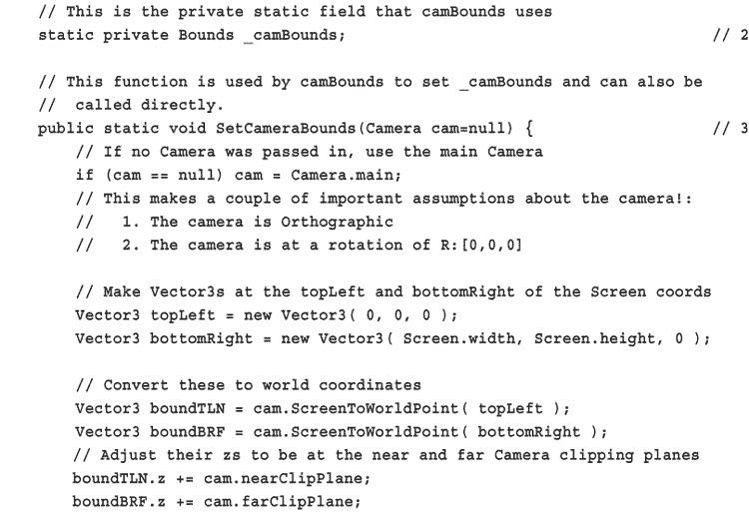 // This is the private static field that camBounds uses
static private Bounds _camBounds; // 2
// This function is used by camBounds to set _camBounds and can also be
// called directly.
public static void SetCameraBounds(Camera cam=null) { // 3
// If no Camera was passed in, use the main Camera
if (cam == null) cam = Camera.main;
// This makes a couple of important assumptions about the camera!:
// 1. The camera is Orthographic
// 2. The camera is at a rotation of R:[0,0,0]
// Make Vector3s at the topLeft and bottomRight of the Screen coords
Vector3 topLeft = new Vector3( 0, 0, 0 );
Vector3 bottomRight = new Vector3( Screen.width, Screen.height, 0 );
// Convert these to world coordinates
Vector3 boundTLN = cam.ScreenToWorldPoint( topLeft );
Vector3 boundBRF = cam.ScreenToWorldPoint( bottomRight );
// Adjust their zs to be at the near and far Camera clipping planes
boundTLN.z += cam.nearClipPlane;
boundBRF.z += cam.farClipPlane;